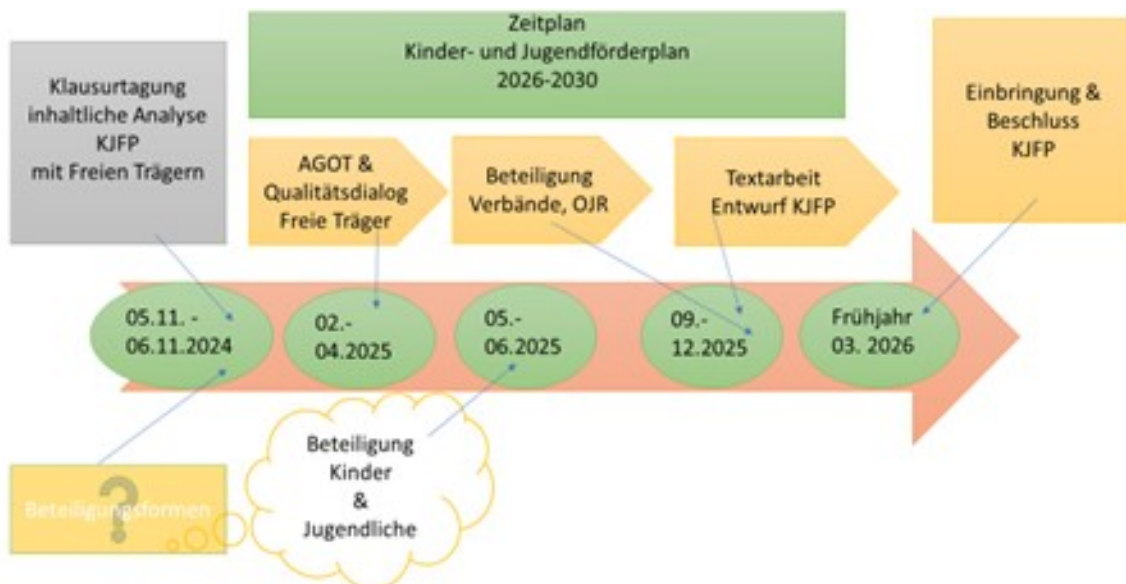 Zeitplan
Kinder- und Jugendförderplan
2026-2030
Klausurtagung
inhaltliche Analyse
KJFP
mit Freien Trägern
AGOT &
Qualitätsdialog
Freie Träger
Beteiligung
Verbände, OJR
Textarbeit
Entwurf KJFP
Einbringung &
Beschluss
KJFP
05.11. -
06.11.2024
02.-
04.2025
05.-
06.2025
09.-
12.2025
Frühjahr
03. 2026
Beteiligungsformen
?
Beteiligung
Kinder
&
Jugendliche